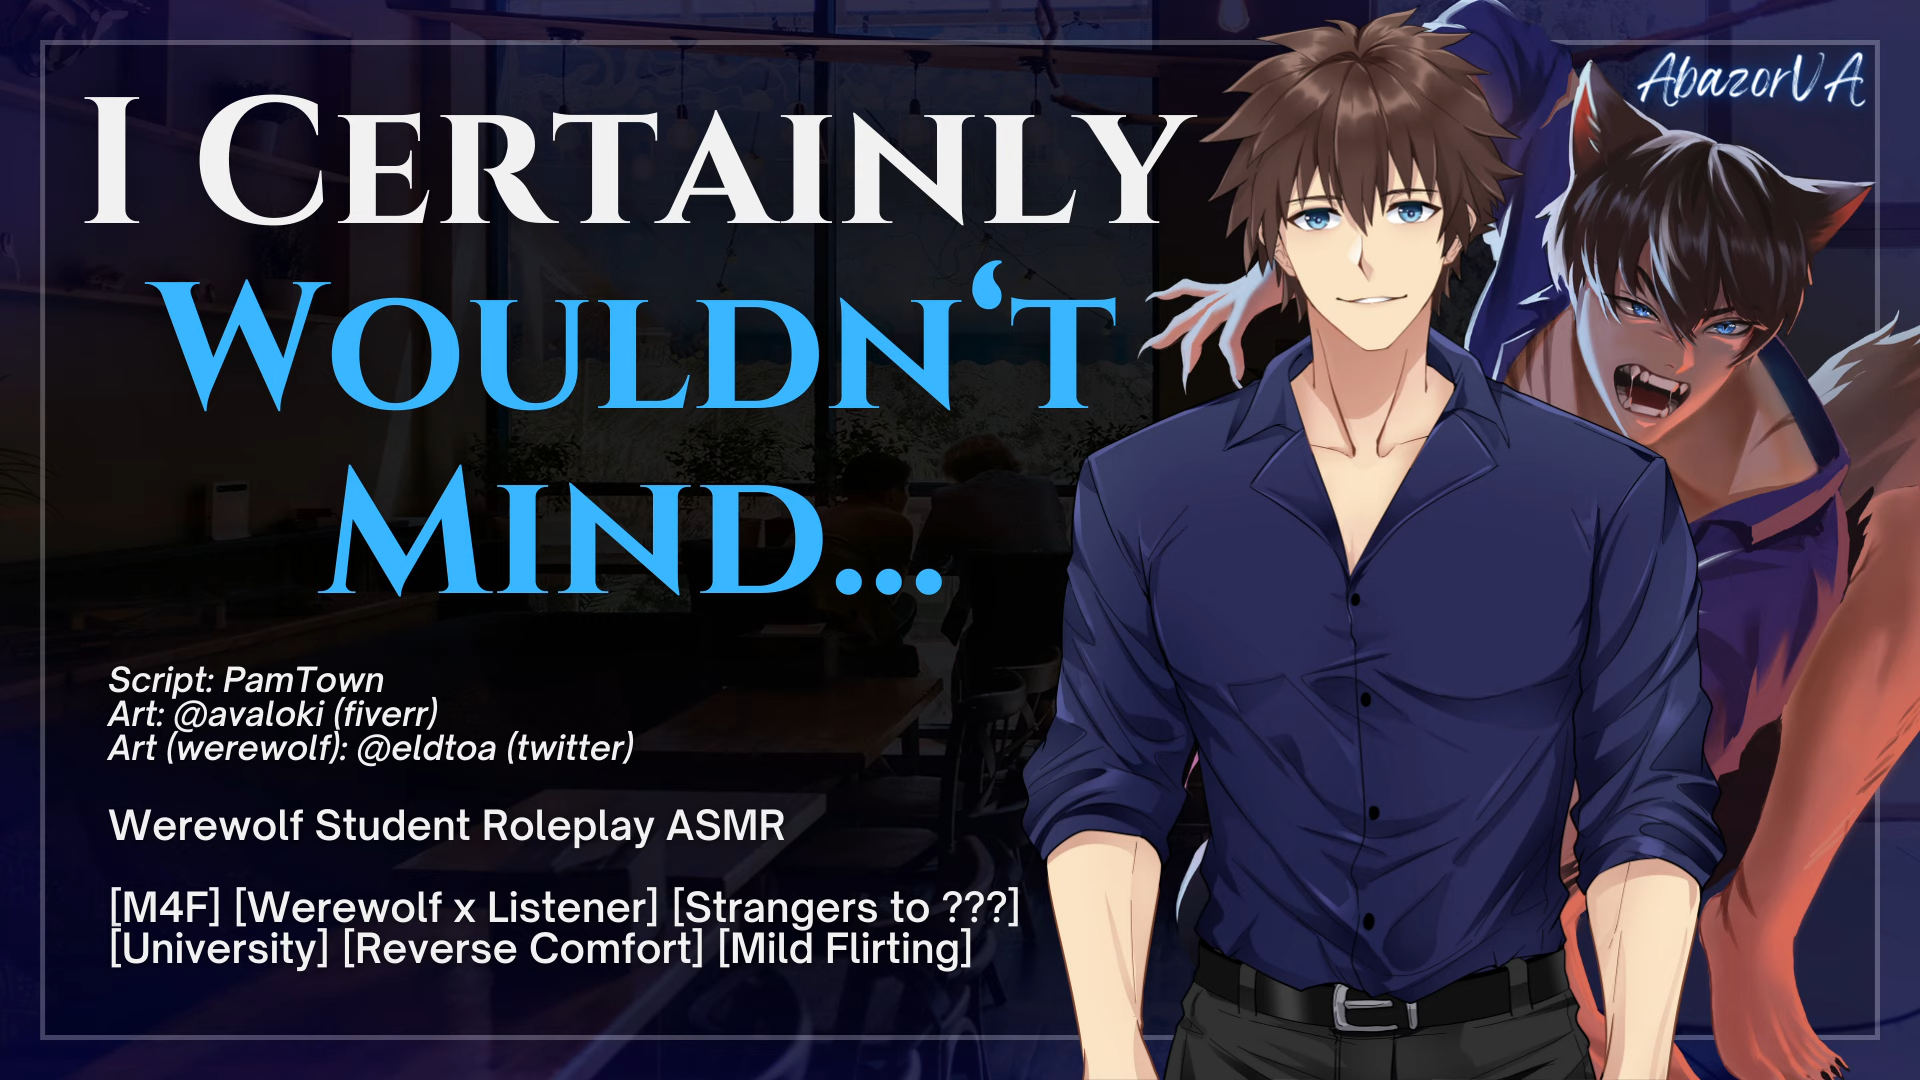 I Certainly
Wouldn‘t
Mind...
AbazorVA
Script: PamTown
Art: @avaloki (fiverr)
Art (werewolf): @eldtoa (twitter)
Werewolf Student Roleplay ASMR
[M4F] [Werewolf x Listener] [Strangers to ???]
[University] [Reverse Comfort] [Mild Flirting]